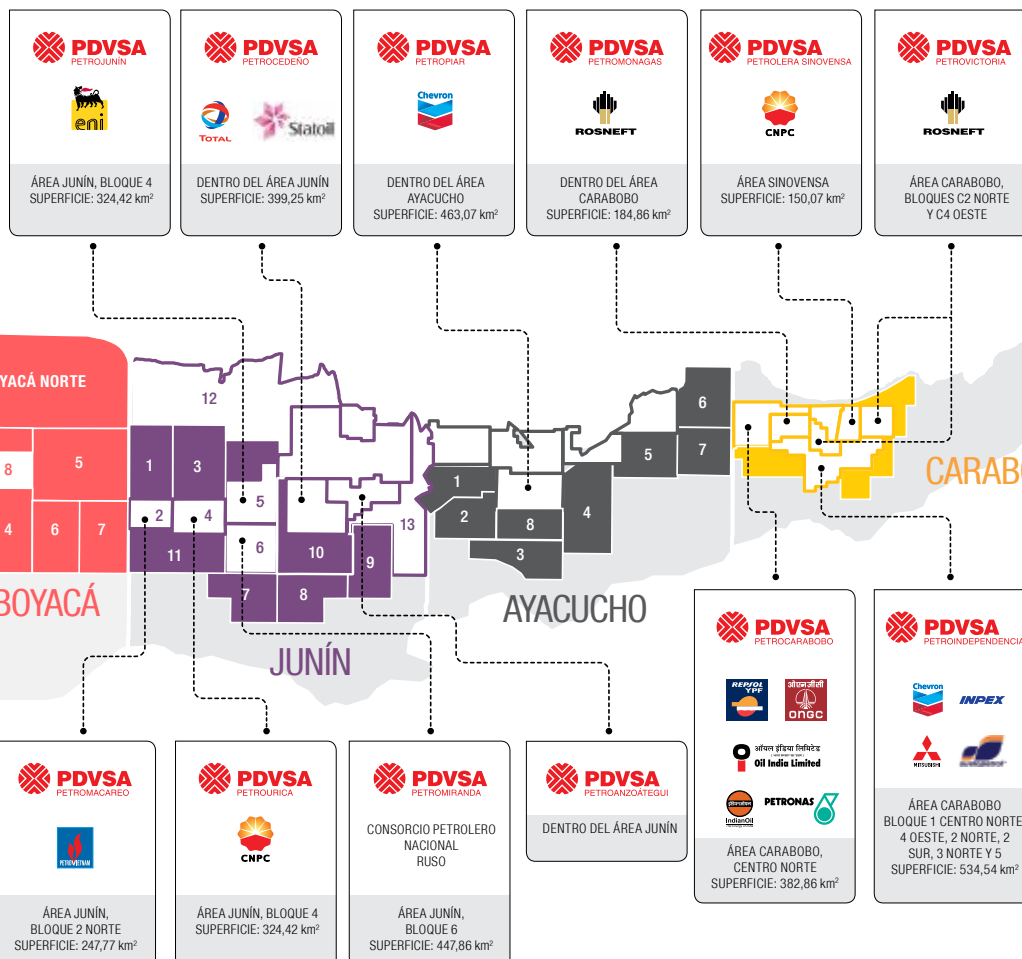 PDVSA
PETROJUNÍN
eni
ÁREA JUNÍN, BLOQUE 4
SUPERFICIE: 324,42 km²
PDVSA
PETROCEDEÑO
TOTAL
Statoil
DENTRO DEL ÁREA JUNÍN
SUPERFICIE: 399,25 km²
PDVSA
PETROPIAR
Chevron
DENTRO DEL ÁREA
AYACUCHO
SUPERFICIE: 463,07 km²
PDVSA
PETROMONAGAS
ROSNEFT
DENTRO DEL ÁREA
CARABOBO
SUPERFICIE: 184,86 km²
PDVSA
PETROLERA SINOVENSA
CNPC
ÁREA SINOVENSA
SUPERFICIE: 150,07 km²
PDVSA
PETROVICTORIA
ROSNEFT
ÁREA CARABOBO,
BLOQUES C2 NORTE
Y C4 OESTE
YACÁ NORTE
8
5
4
6
7
BOYACÁ
12
1
3
5
2
4
6
11
10
9
13
7
8
JUNÍN
1
2
8
3
4
5
6
7
AYACUCHO
CARAB
PDVSA
PETROMACAREO
PETROVIETNAM
ÁREA JUNÍN,
BLOQUE 2 NORTE
SUPERFICIE: 247,77 km²
PDVSA
PETROURICA
CNPC
ÁREA JUNÍN, BLOQUE 4
SUPERFICIE: 324,42 km²
PDVSA
PETROMIRANDA
CONSORCIO PETROLERO
NACIONAL
RUSO
ÁREA JUNÍN,
BLOQUE 6
SUPERFICIE: 447,86 km²
PDVSA
PETROANZOÁTEGUI
DENTRO DEL ÁREA JUNÍN
PDVSA
PETROCARABOBO
REPSOL
YPF
ओएनजीसी
ONGC
ऑयल इंडिया लिमिटेड
Oil India Limited
इंडियनऑयल
IndianOil
PETRONAS
ÁREA CARABOBO,
CENTRO NORTE
SUPERFICIE: 382,86 km²
PDVSA
PETROINDEPENDENCIA
Chevron
INPEX
MITSUBISHI
ÁREA CARABOBO
BLOQUE 1 CENTRO NORTE
4 OESTE, 2 NORTE, 2
SUR, 3 NORTE Y 5
SUPERFICIE: 534,54 km²